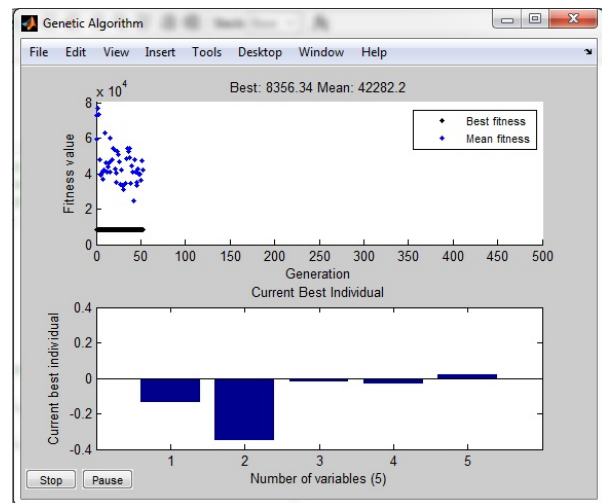 Genetic Algorithm
File Edit View Insert Tools Desktop Window Help
Best: 8356.34 Mean: 42282.2
x 10^4
8
6
4
2
0
Fitness value
Best fitness
Mean fitness
0 50 100 150 200 250 300 350 400 450 500
Generation
Current Best Individual
0.4
0.2
0
-0.2
-0.4
Current best individual
1 2 3 4 5
Number of variables (5)
Stop Pause